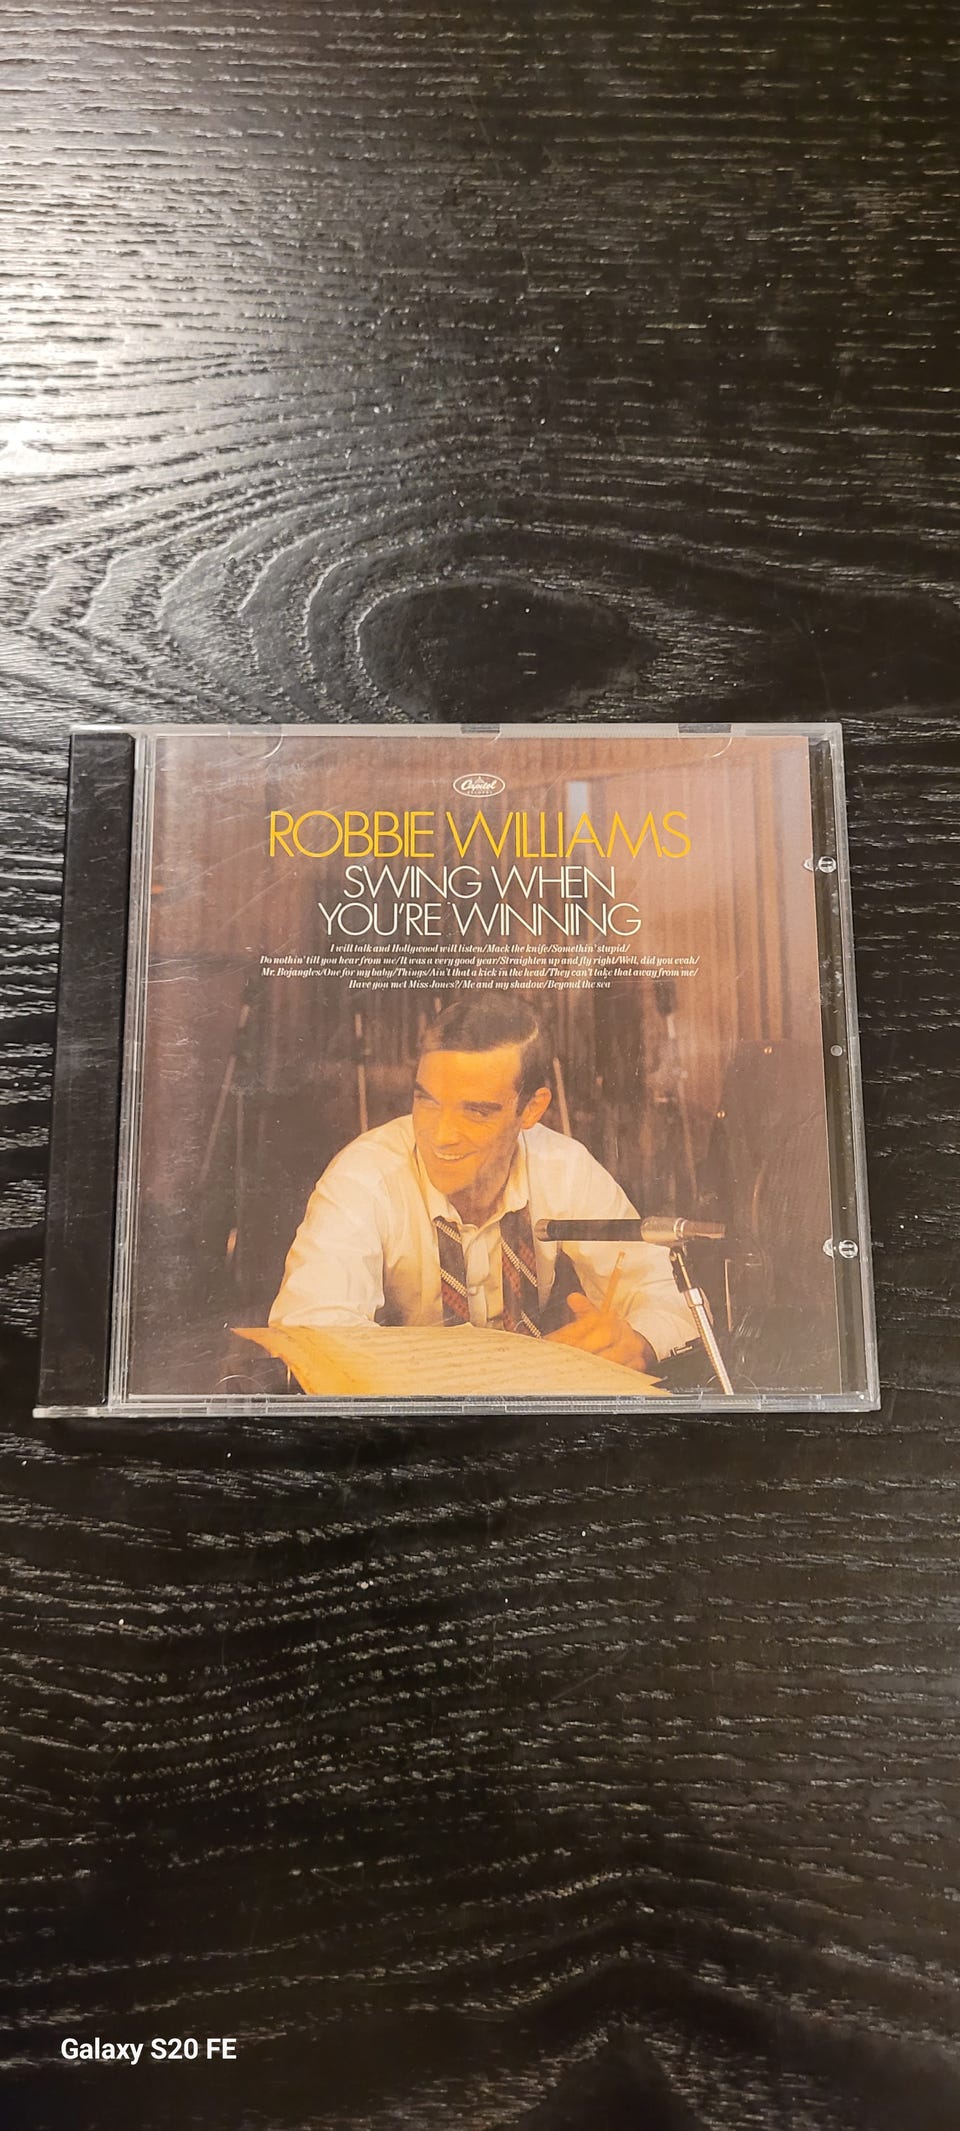 Capitol
RECORDS
ROBBIE WILLIAMS
SWING WHEN
YOU'RE WINNING
I will talk and Hollywood will listen/Mack the knife/Somethin' stupid/
Do nothin' till you hear from me/It was a very good year/Straighten up and fly right/Well, did you evah/
Mr. Bojangles/One for my baby/Things/Ain't that a kick in the head/They can't take that away from me/
Have you met Miss Jones?/Me and my shadow/Beyond the sea
Galaxy S20 FE